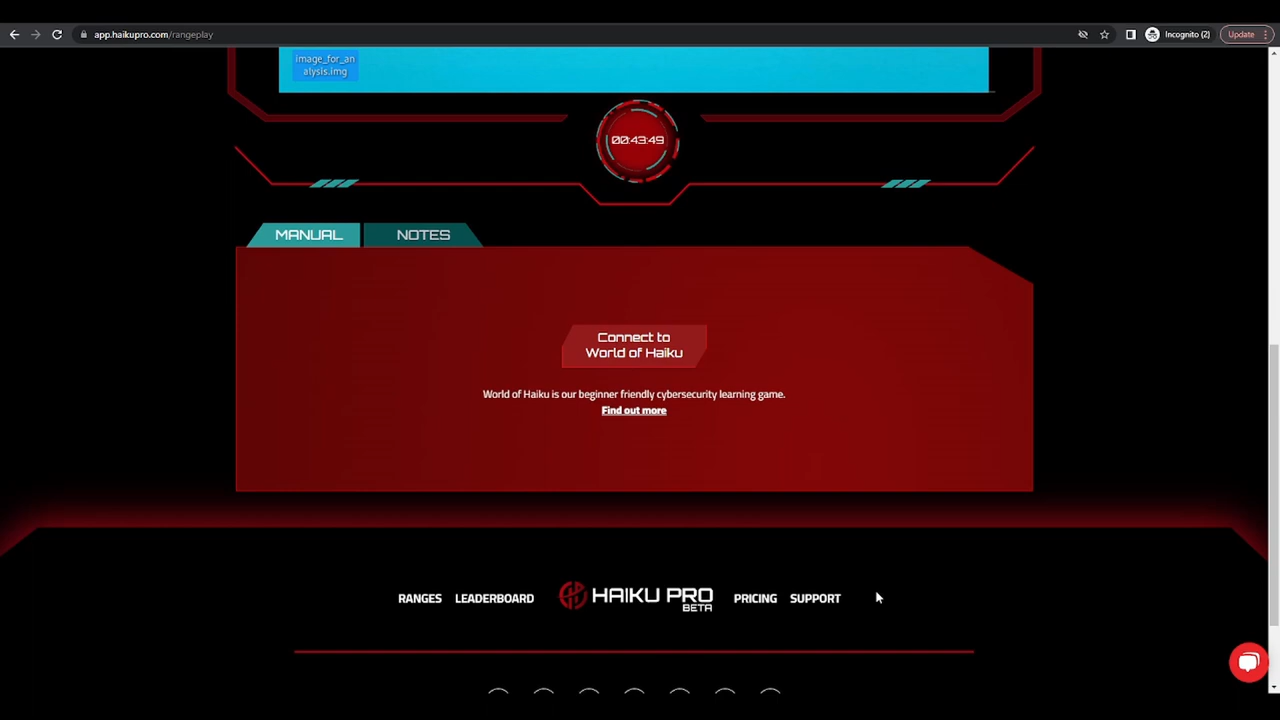 app.haikupro.com/rangeplay
Incognito (2)
Update
image_for_an
alysis.img
00:43:49
MANUAL
NOTES
Connect to
World of Haiku
World of Haiku is our beginner friendly cybersecurity learning game.
Find out more
RANGES
LEADERBOARD
HAIKU PRO
BETA
PRICING
SUPPORT